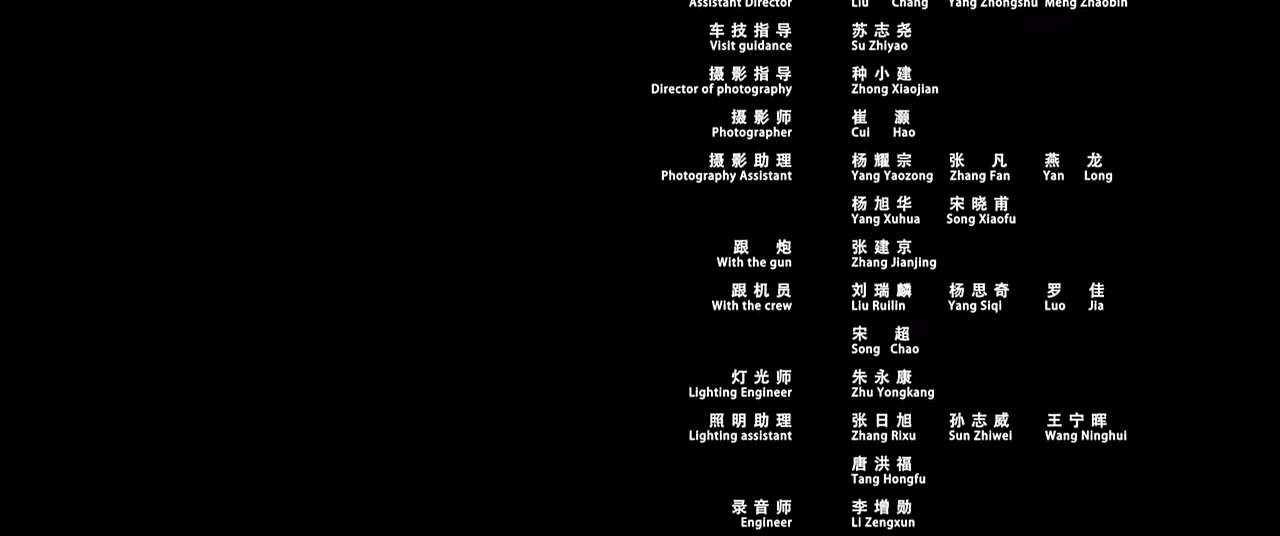 Assistant Director Liu Chang Yang Zhongshu Meng Zhaobin
车技指导 苏志尧
Visit guidance Su Zhiyao
摄影指导 种小建
Director of photography Zhong Xiaojian
摄影师 崔 灏
Photographer Cui Hao
摄影助理 杨耀宗 张 凡 燕 龙
Photography Assistant Yang Yaozong Zhang Fan Yan Long
杨旭华 宋晓甫
Yang Xuhua Song Xiaofu
跟 炮 张建京
With the gun Zhang Jianjing
跟机员 刘瑞麟 杨思奇 罗 佳
With the crew Liu Ruilin Yang Siqi Luo Jia
宋 超
Song Chao
灯光师 朱永康
Lighting Engineer Zhu Yongkang
照明助理 张日旭 孙志威 王宁晖
Lighting assistant Zhang Rixu Sun Zhiwei Wang Ninghui
唐洪福
Tang Hongfu
录音师 李增勋
Engineer Li Zengxun